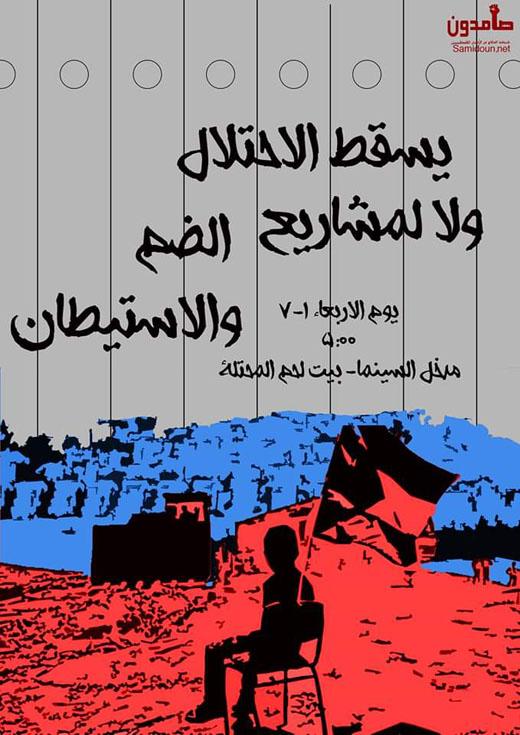 صامدون
Samidoun.net
يسقط الاحتلال
ولا لمشاريع الضم
والاستيطان
يوم الاربعاء ١-٧
٥:٠٠
مدخل السينما - بيت لحم المحتلة